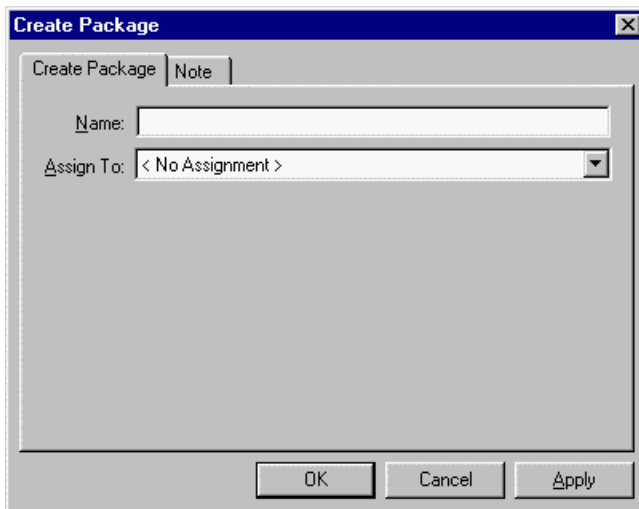 Create Package
Create Package Note
Name:
Assign To: < No Assignment >
OK Cancel Apply